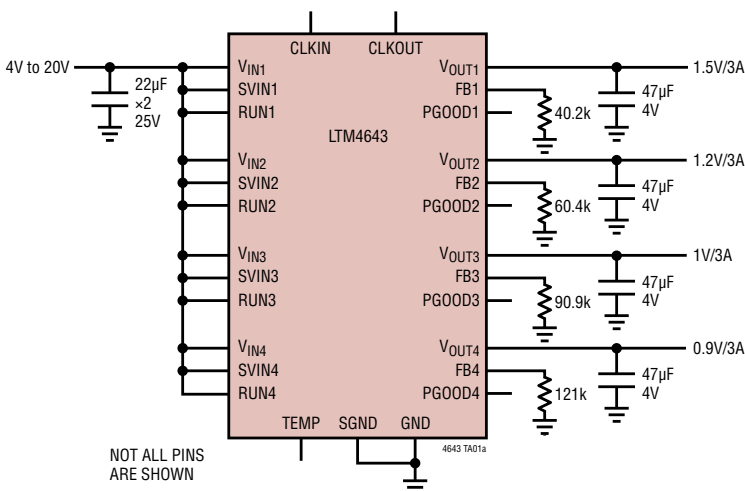 CLKIN
CLKOUT
4V to 20V
22µF
×2
25V
VIN1
SVIN1
RUN1
VIN2
SVIN2
RUN2
VIN3
SVIN3
RUN3
VIN4
SVIN4
RUN4
LTM4643
VOUT1
FB1
PGOOD1
VOUT2
FB2
PGOOD2
VOUT3
FB3
PGOOD3
VOUT4
FB4
PGOOD4
1.5V/3A
40.2k
47µF
4V
1.2V/3A
60.4k
47µF
4V
1V/3A
90.9k
47µF
4V
0.9V/3A
121k
47µF
4V
TEMP
SGND
GND
4643 TA01a
NOT ALL PINS
ARE SHOWN